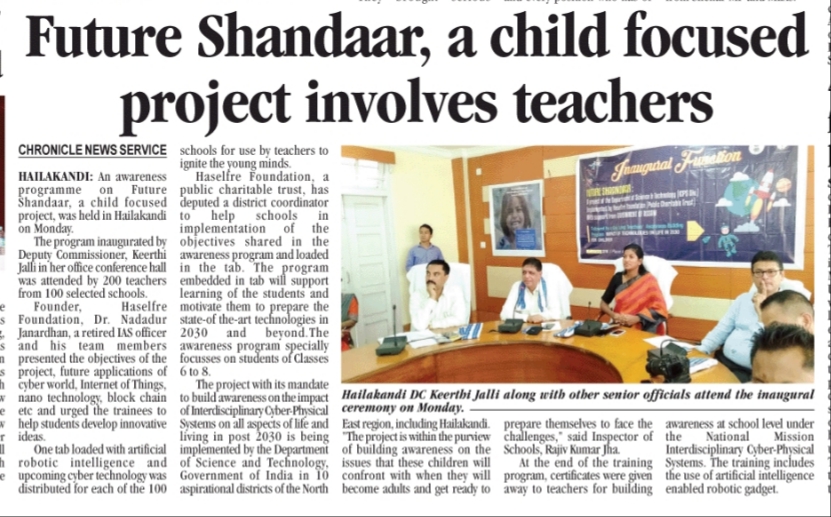 Future Shandaar, a child focused
project involves teachers
CHRONICLE NEWS SERVICE
HAILAKANDI: An awareness
programme on Future
Shandaar, a child focused
project, was held in Hailakandi
on Monday.
The program inaugurated by
Deputy Commissioner, Keerthi
Jalli in her office conference hall
was attended by 200 teachers
from 100 selected schools.
Founder, Haselfre
Foundation, Dr. Nadadur
Janardhan, a retired IAS officer
and his team members
presented the objectives of the
project, future applications of
cyber world, Internet of Things,
nano technology, block chain
etc and urged the trainees to
help students develop innovative
ideas.
One tab loaded with artificial
robotic intelligence and
upcoming cyber technology was
distributed for each of the 100
schools for use by teachers to
ignite the young minds.
Haselfre Foundation, a
public charitable trust, has
deputed a district coordinator
to help schools in
implementation of the
objectives shared in the
awareness program and loaded
in the tab. The program
embedded in tab will support
learning of the students and
motivate them to prepare the
state-of the-art technologies in
2030 and beyond.The
awareness program specially
focusses on students of Classes
6 to 8.
The project with its mandate
to build awareness on the impact
of Interdisciplinary Cyber-Physical
Systems on all aspects of life and
living in post 2030 is being
implemented by the Department
of Science and Technology,
Government of India in 10
aspirational districts of the North
Inaugural Function
Hailakandi DC Keerthi Jalli along with other senior officials attend the inaugural
ceremony on Monday.
East region, including Hailakandi.
"The project is within the purview
of building awareness on the
issues that these children will
confront with when they will
become adults and get ready to
prepare themselves to face the
challenges," said Inspector of
Schools, Rajiv Kumar Jha.
At the end of the training
program, certificates were given
away to teachers for building
awareness at school level under
the National Mission
Interdisciplinary Cyber-Physical
Systems. The training includes
the use of artificial intelligence
enabled robotic gadget.